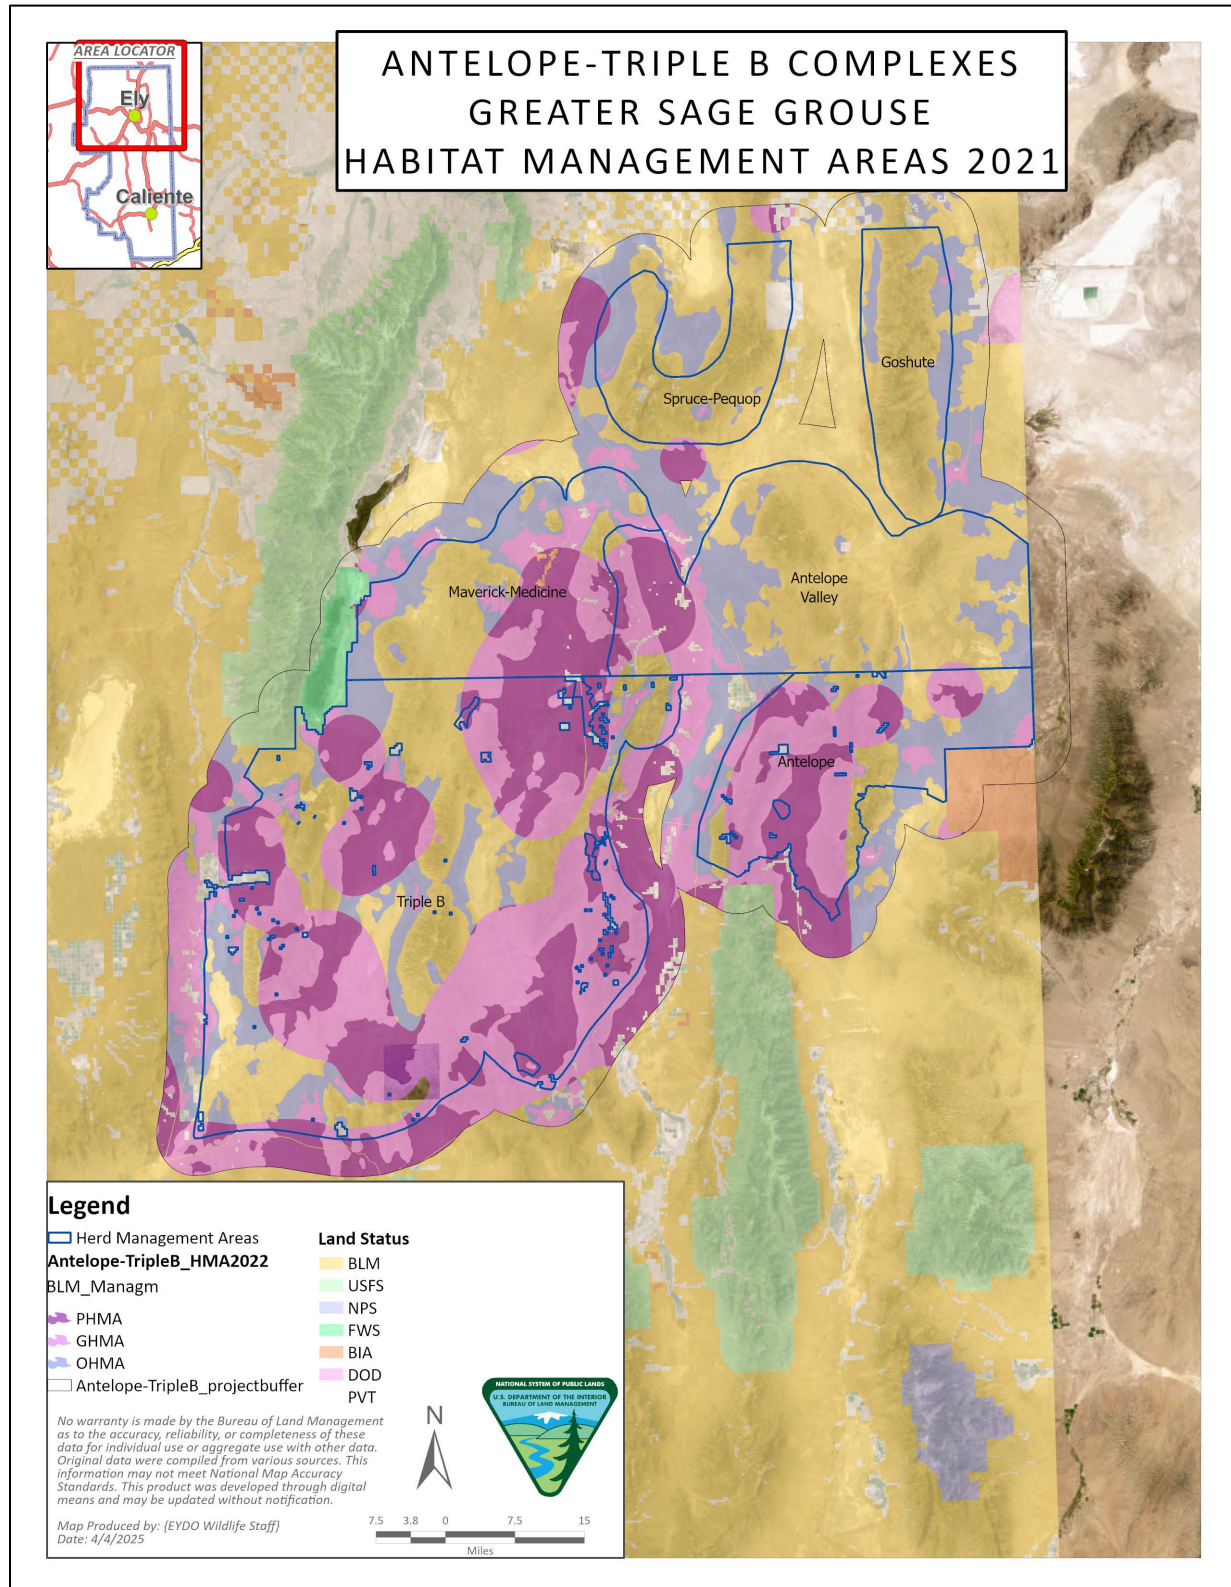 AREA LOCATOR
Ely
Caliente
ANTELOPE-TRIPLE B COMPLEXES
GREATER SAGE GROUSE
HABITAT MANAGEMENT AREAS 2021
Goshute
Spruce-Pequop
Maverick-Medicine
Antelope
Valley
Antelope
Triple B
Legend
Herd Management Areas
Antelope-TripleB_HMA2022
BLM_Managm
PHMA
GHMA
OHMA
Antelope-TripleB_projectbuffer
Land Status
BLM
USFS
NPS
FWS
BIA
DOD
PVT
No warranty is made by the Bureau of Land Management
as to the accuracy, reliability, or completeness of these
data for individual use or aggregate use with other data.
Original data were compiled from various sources. This
information may not meet National Map Accuracy
Standards. This product was developed through digital
means and may be updated without notification.
Map Produced by: {EYDO Wildlife Staff}
Date: 4/4/2025
N
NATIONAL SYSTEM OF PUBLIC LANDS
U.S. DEPARTMENT OF THE INTERIOR
BUREAU OF LAND MANAGEMENT
7.5 3.8 0 7.5 15
Miles